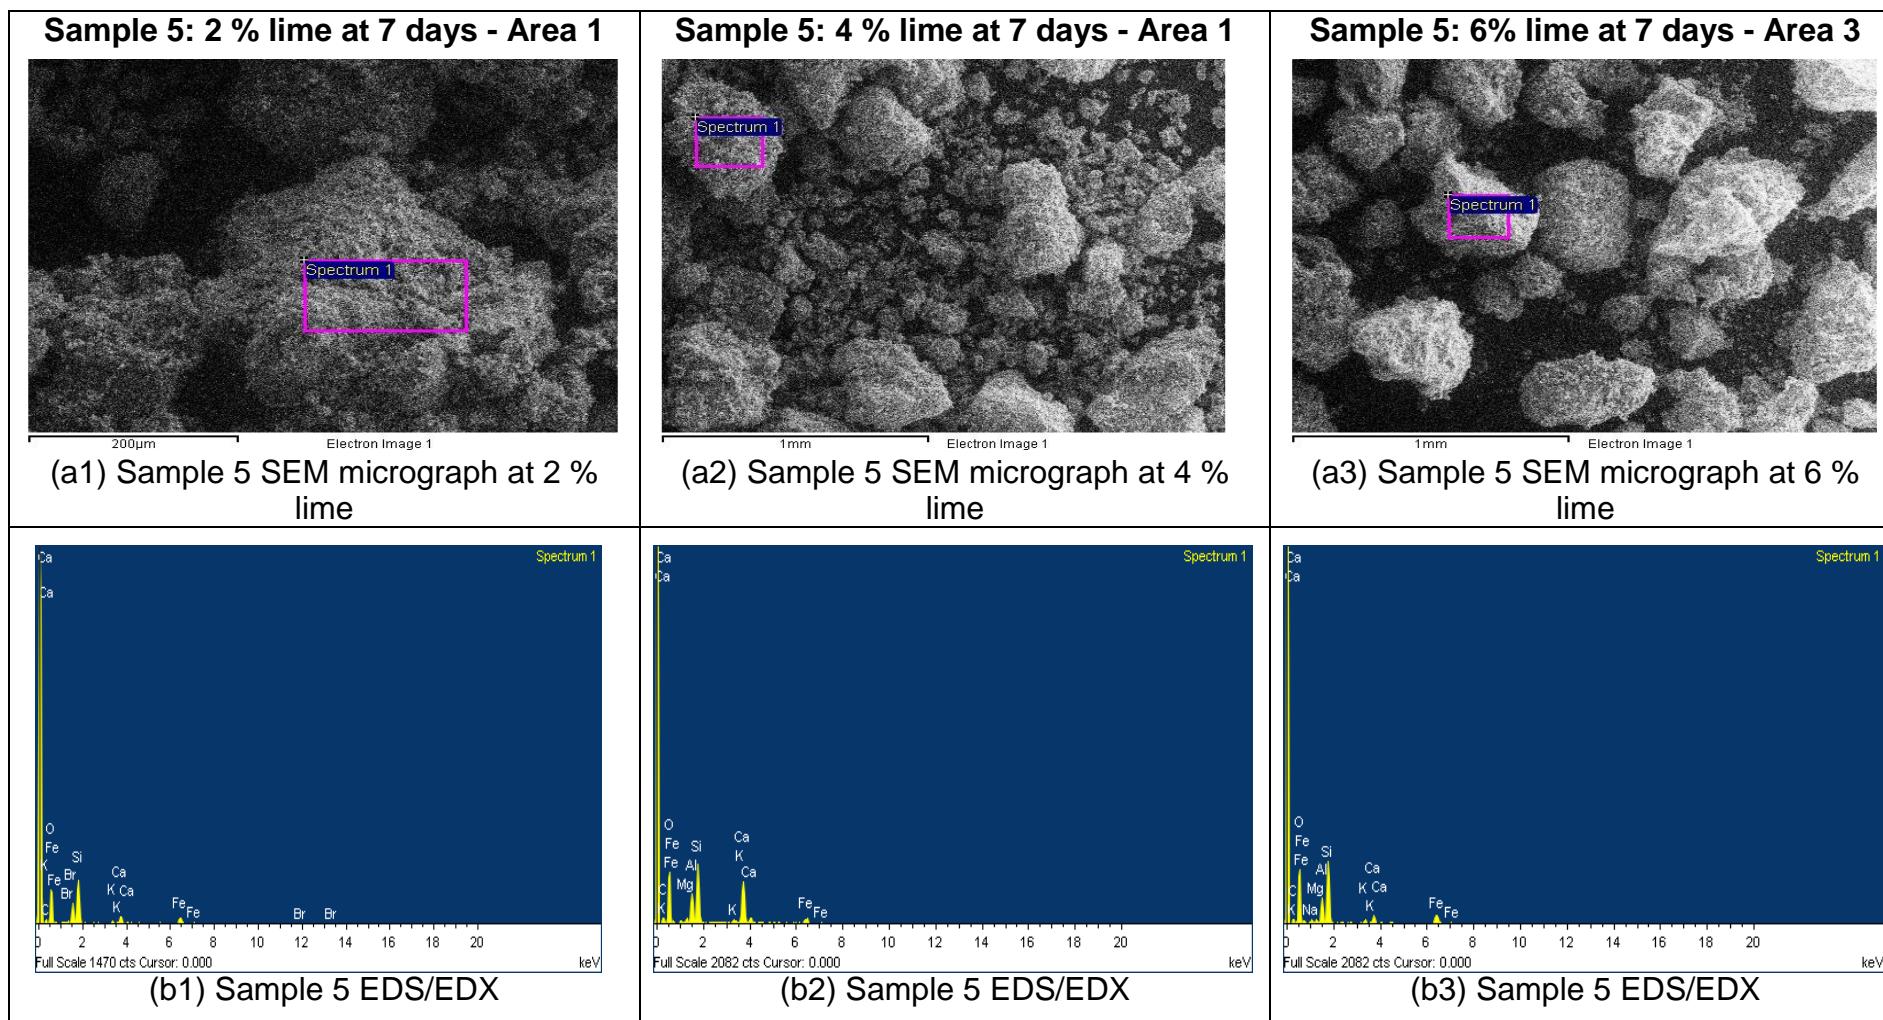 Sample 5: 2 % lime at 7 days - Area 1
Spectrum 1
200µm
Electron Image 1
(a1) Sample 5 SEM micrograph at 2 %
lime
Sample 5: 4 % lime at 7 days - Area 1
Spectrum 1
1mm
Electron Image 1
(a2) Sample 5 SEM micrograph at 4 %
lime
Sample 5: 6% lime at 7 days - Area 3
Spectrum 1
1mm
Electron Image 1
(a3) Sample 5 SEM micrograph at 6 %
lime
Ca
Spectrum 1
Ca
O
Fe
Si
K Br Ca
Fe Br K Ca
C K Fe Fe Br Br
0 2 4 6 8 10 12 14 16 18 20
Full Scale 1470 cts Cursor: 0.000 keV
(b1) Sample 5 EDS/EDX
Ca
Spectrum 1
Ca
O Ca
Fe Si K
Fe Al Ca
C Mg
K K Fe Fe
0 2 4 6 8 10 12 14 16 18 20
Full Scale 2082 cts Cursor: 0.000 keV
(b2) Sample 5 EDS/EDX
Ca
Spectrum 1
Ca
O
Fe Si
Fe Al Ca
C Mg K Ca
K Na K Fe Fe
0 2 4 6 8 10 12 14 16 18 20
Full Scale 2082 cts Cursor: 0.000 keV
(b3) Sample 5 EDS/EDX